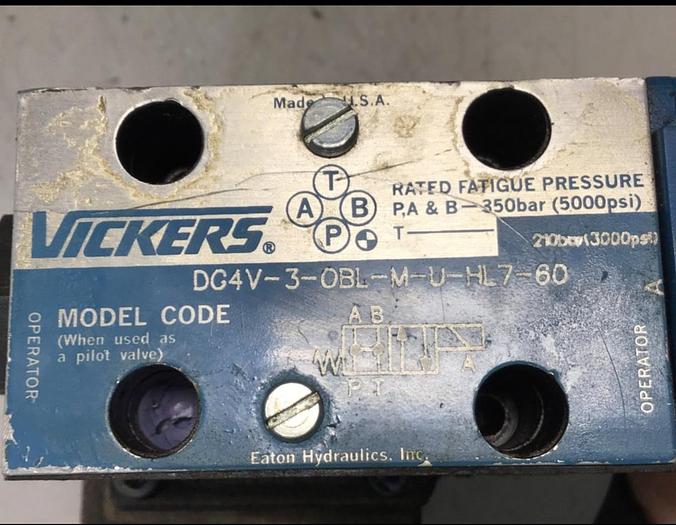 Made U.S.A.
T
A B
P
RATED FATIGUE PRESSURE
P,A & B-350bar (5000psi)
T 210bar(3000psi)
VICKERS®
DG4V-3-OBL-M-U-HL7-60
MODEL CODE
(When used as
a pilot valve)
OPERATOR
A B
P T
A
OPERATOR
A
Eaton Hydraulics, Inc.